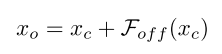 $x_o = x_c + \mathcal{F}_{off}(x_c)$